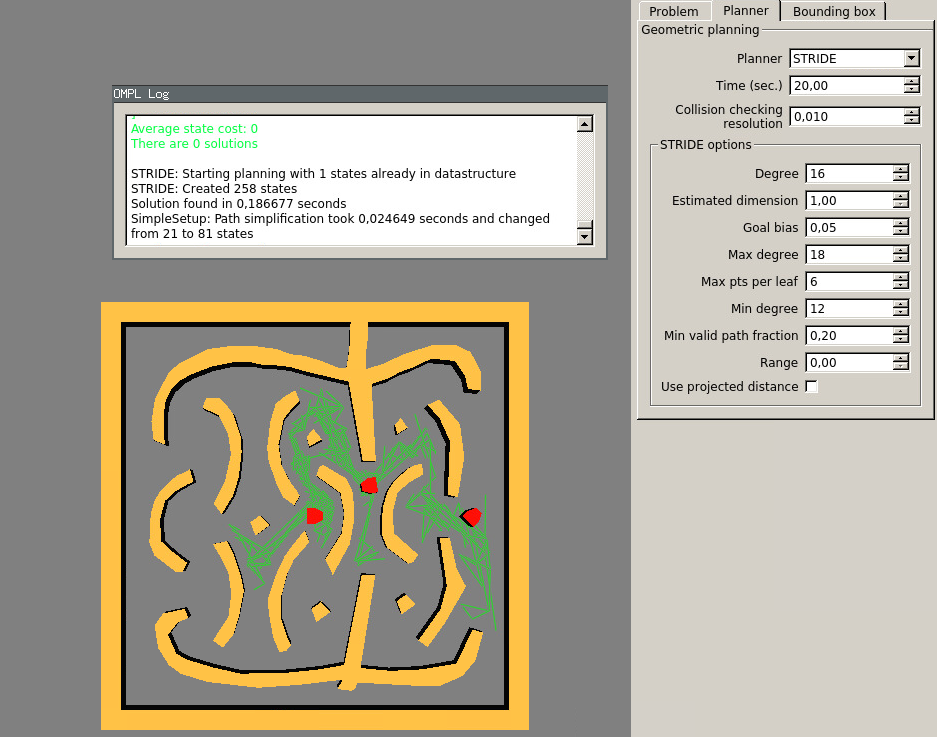 Problem
Planner
Bounding box
Geometric planning
Planner
STRIDE
Time (sec.)
20,00
Collision checking
resolution
0,010
STRIDE options
Degree
16
Estimated dimension
1,00
Goal bias
0,05
Max degree
18
Max pts per leaf
6
Min degree
12
Min valid path fraction
0,20
Range
0,00
Use projected distance
OMPL Log
Average state cost: 0
There are 0 solutions
STRIDE: Starting planning with 1 states already in datastructure
STRIDE: Created 258 states
Solution found in 0,186677 seconds
SimpleSetup: Path simplification took 0,024649 seconds and changed
from 21 to 81 states